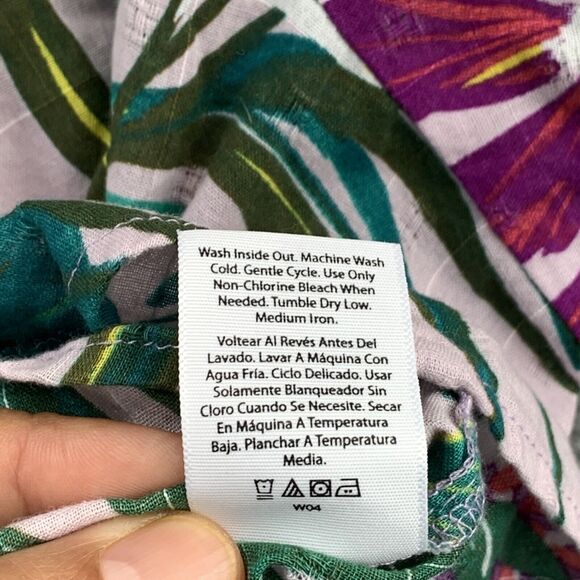 Wash Inside Out. Machine Wash
Cold. Gentle Cycle. Use Only
Non-Chlorine Bleach When
Needed. Tumble Dry Low.
Medium Iron.
Voltear Al Revés Antes Del
Lavado. Lavar A Máquina Con
Agua Fría. Ciclo Delicado. Usar
Solamente Blanqueador Sin
Cloro Cuando Se Necesite. Secar
En Máquina A Temperatura
Baja. Planchar A Temperatura
Media.
W04